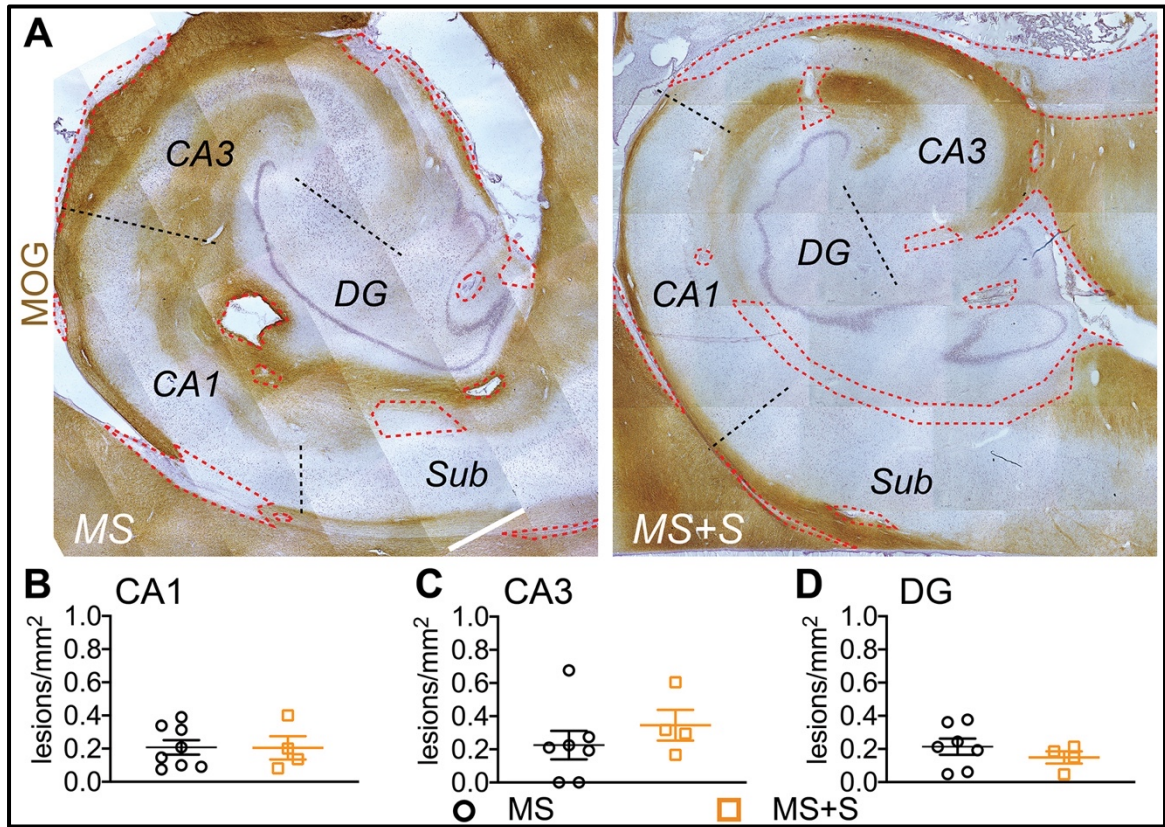 A
MOG
CA3
DG
CA1
Sub
MS
CA3
DG
CA1
Sub
MS+S
B CA1
lesions/mm²
1.0
0.8
0.6
0.4
0.2
0.0
C CA3
lesions/mm²
1.0
0.8
0.6
0.4
0.2
0.0
D DG
lesions/mm²
1.0
0.8
0.6
0.4
0.2
0.0
MS MS+S